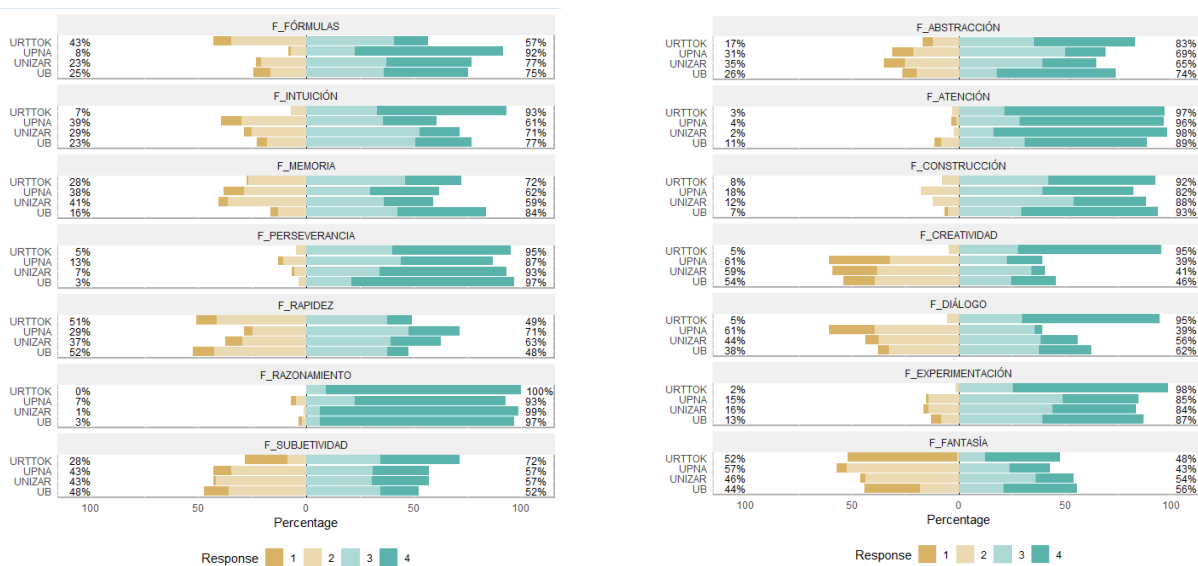 F_FÓRMULAS
URTTOK 43% 57%
UPNA 8% 92%
UNIZAR 23% 77%
UB 25% 75%
F_INTUICIÓN
URTTOK 7% 93%
UPNA 39% 61%
UNIZAR 29% 71%
UB 23% 77%
F_MEMORIA
URTTOK 28% 72%
UPNA 38% 62%
UNIZAR 41% 59%
UB 16% 84%
F_PERSEVERANCIA
URTTOK 5% 95%
UPNA 13% 87%
UNIZAR 7% 93%
UB 3% 97%
F_RAPIDEZ
URTTOK 51% 49%
UPNA 29% 71%
UNIZAR 37% 63%
UB 52% 48%
F_RAZONAMIENTO
URTTOK 0% 100%
UPNA 7% 93%
UNIZAR 1% 99%
UB 3% 97%
F_SUBJETIVIDAD
URTTOK 28% 72%
UPNA 43% 57%
UNIZAR 43% 57%
UB 48% 52%
100 50 0 50 100
Percentage
Response 1 2 3 4
F_ABSTRACCIÓN
URTTOK 17% 83%
UPNA 31% 69%
UNIZAR 35% 65%
UB 26% 74%
F_ATENCIÓN
URTTOK 3% 97%
UPNA 4% 96%
UNIZAR 2% 98%
UB 11% 89%
F_CONSTRUCCIÓN
URTTOK 8% 92%
UPNA 18% 82%
UNIZAR 12% 88%
UB 7% 93%
F_CREATIVIDAD
URTTOK 5% 95%
UPNA 61% 39%
UNIZAR 59% 41%
UB 54% 46%
F_DIÁLOGO
URTTOK 5% 95%
UPNA 61% 39%
UNIZAR 44% 56%
UB 38% 62%
F_EXPERIMENTACIÓN
URTTOK 2% 98%
UPNA 15% 85%
UNIZAR 16% 84%
UB 13% 87%
F_FANTASÍA
URTTOK 52% 48%
UPNA 57% 43%
UNIZAR 46% 54%
UB 44% 56%
100 50 0 50 100
Percentage
Response 1 2 3 4